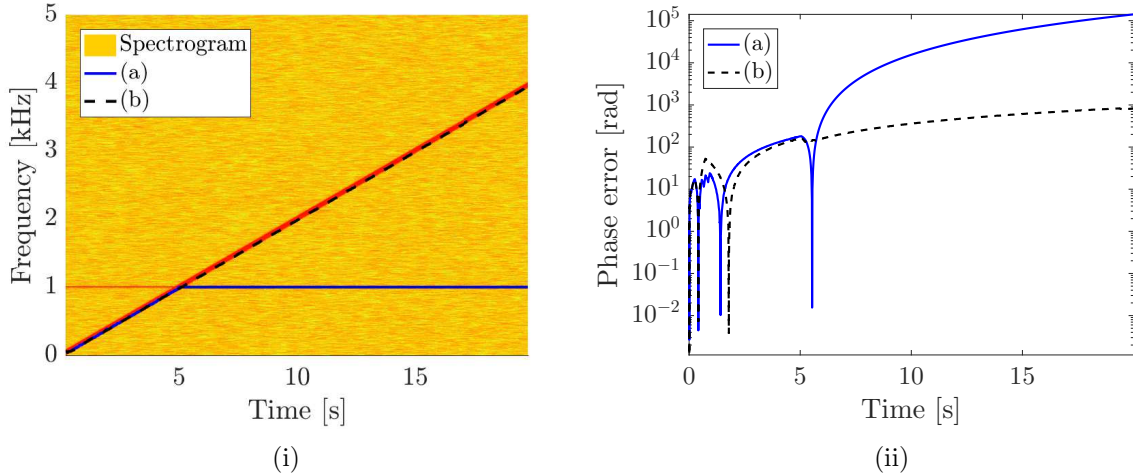 5
4
3
2
1
0
Frequency [kHz]
Spectrogram
(a)
(b)
5 10 15
Time [s]
(i)
10^5
10^4
10^3
10^2
10^1
10^0
10^-1
10^-2
Phase error [rad]
(a)
(b)
0 5 10 15
Time [s]
(ii)